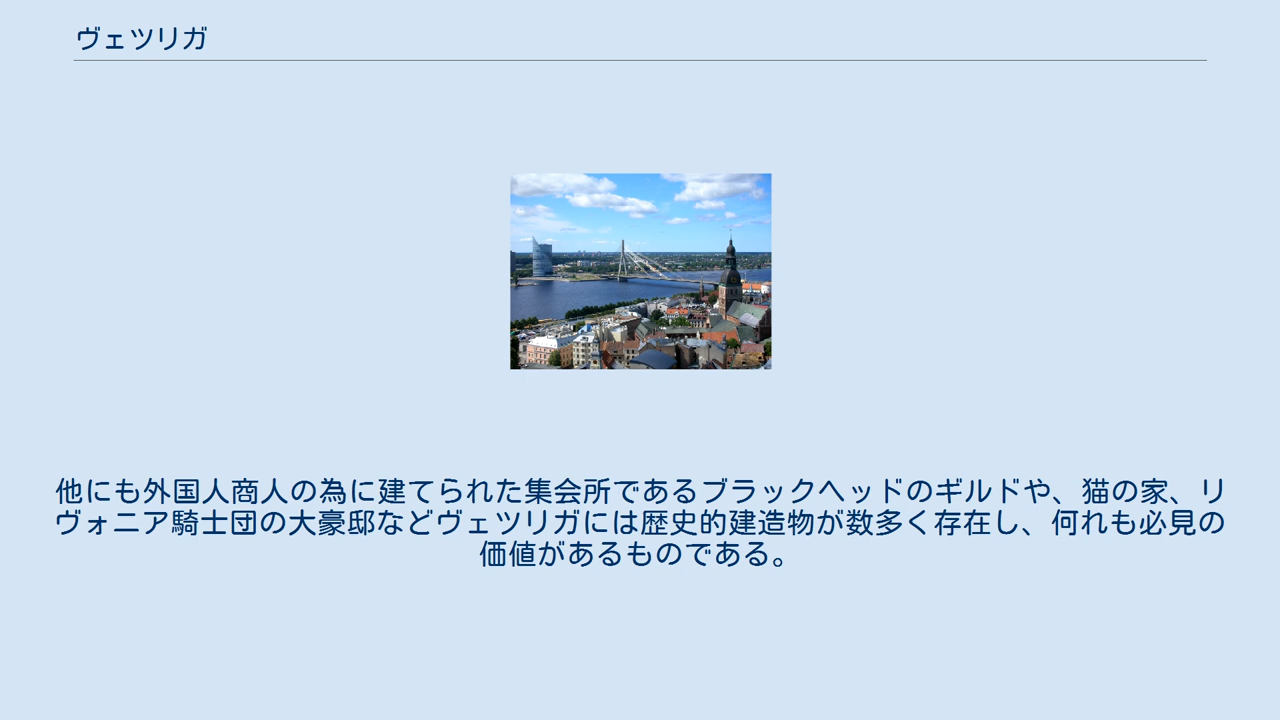 ヴェツリガ
他にも外国人商人の為に建てられた集会所であるブラックヘッドのギルドや、猫の家、リ
ヴォニア騎士団の大豪邸などヴェツリガには歴史的建造物が数多く存在し、何れも必見の
価値があるものである。